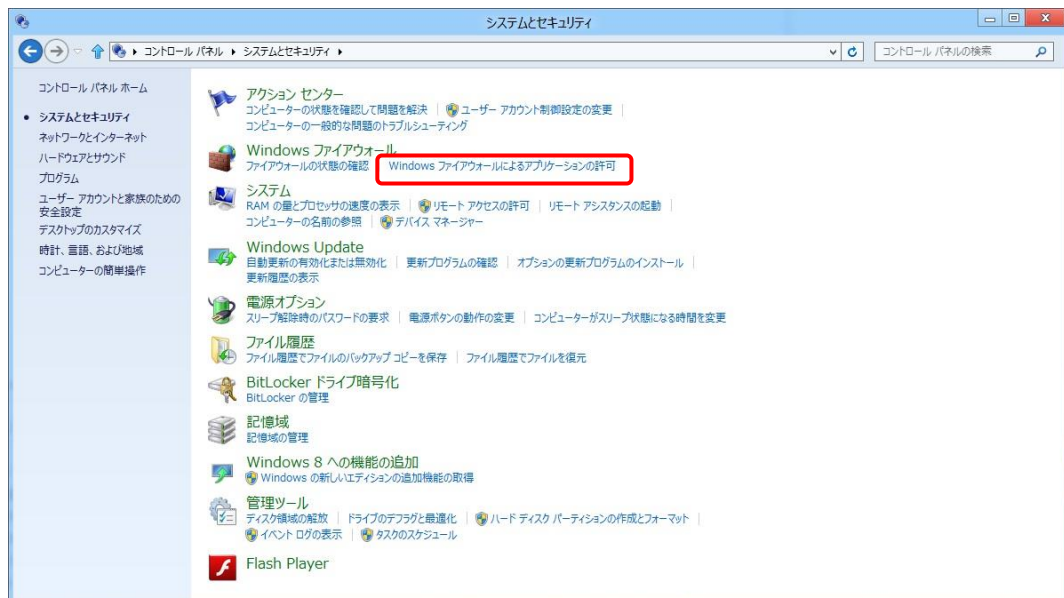 システムとセキュリティ
コントロール パネル ▸ システムとセキュリティ ▸
コントロール パネルの検索
コントロール パネル ホーム
システムとセキュリティ
ネットワークとインターネット
ハードウェアとサウンド
プログラム
ユーザー アカウントと家族のための
安全設定
デスクトップのカスタマイズ
時計、言語、および地域
コンピューターの簡単操作
アクション センター
コンピューターの状態を確認して問題を解決 ユーザー アカウント制御設定の変更
コンピューターの一般的な問題のトラブルシューティング
Windows ファイアウォール
ファイアウォールの状態の確認 Windows ファイアウォールによるアプリケーションの許可
システム
RAM の量とプロセッサの速度の表示 リモート アクセスの許可 リモート アシスタンスの起動
コンピューターの名前の参照 デバイス マネージャー
Windows Update
自動更新の有効化または無効化 更新プログラムの確認 オプションの更新プログラムのインストール
更新履歴の表示
電源オプション
スリープ解除時のパスワードの要求 電源ボタンの動作の変更 コンピューターがスリープ状態になる時間を変更
ファイル履歴
ファイル履歴でファイルのバックアップ コピーを保存 ファイル履歴でファイルを復元
BitLocker ドライブ暗号化
BitLocker の管理
記憶域
記憶域の管理
Windows 8 への機能の追加
Windows の新しいエディションの追加機能の取得
管理ツール
ディスク領域の解放 ドライブのデフラグと最適化 ハード ディスク パーティションの作成とフォーマット
イベント ログの表示 タスクのスケジュール
Flash Player